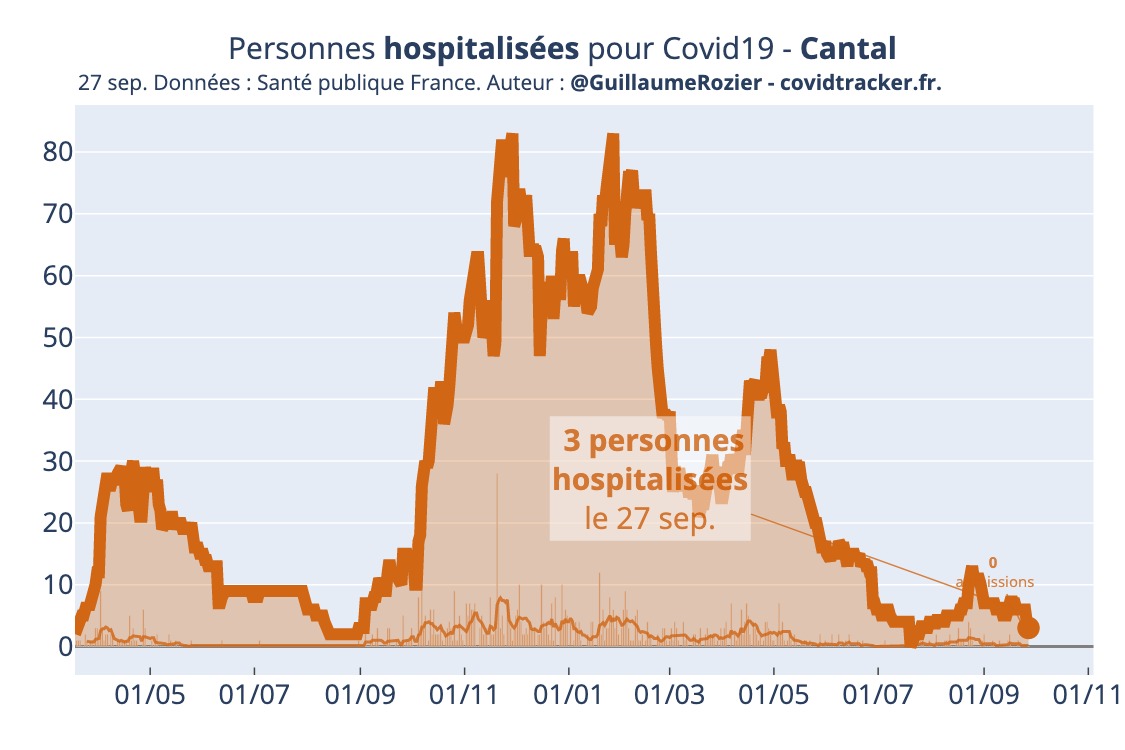 Personnes hospitalisées pour Covid19 - Cantal
27 sep. Données : Santé publique France. Auteur : @GuillaumeRozier - covidtracker.fr.
80
70
60
50
40
30
20
10
0
3 personnes
hospitalisées
le 27 sep.
0
01/05 01/07 01/09 01/11 01/01 01/03 01/05 01/07 01/09 01/11